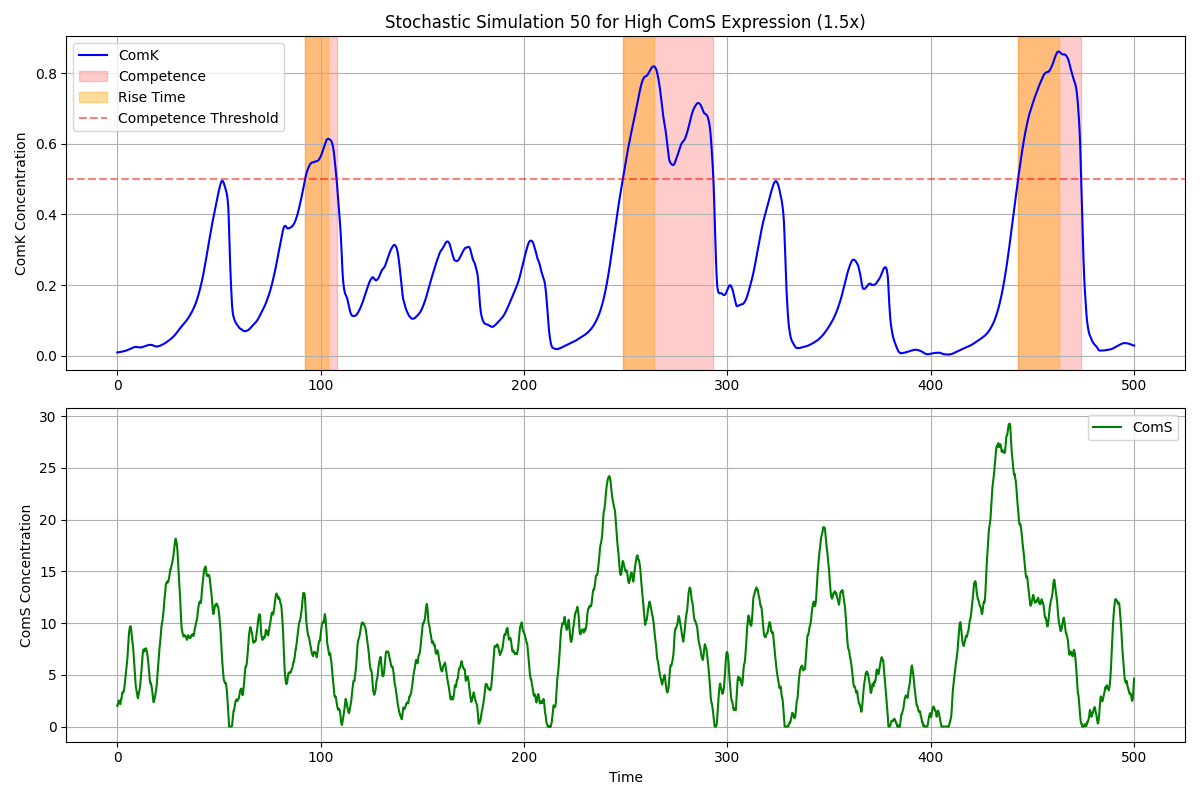 Stochastic Simulation 50 for High ComS Expression (1.5x)
ComK
Competence
Rise Time
Competence Threshold
ComK Concentration
0.8
0.6
0.4
0.2
0.0
0 100 200 300 400 500
ComS
ComS Concentration
30
25
20
15
10
5
0
0 100 200 300 400 500
Time